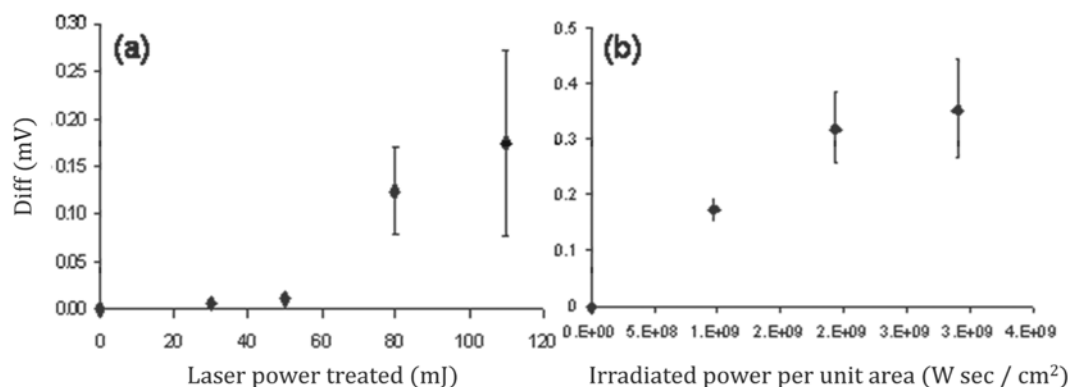 (a)
0.30
0.25
0.20
0.15
0.10
0.05
0.00
Diff (mV)
0 20 40 60 80 100 120
Laser power treated (mJ)
(b)
0.5
0.4
0.3
0.2
0.1
0
0.E+00 5.E+08 1.E+09 2.E+09 2.E+09 3.E+09 3.E+09 4.E+09
Irradiated power per unit area (W sec / cm²)